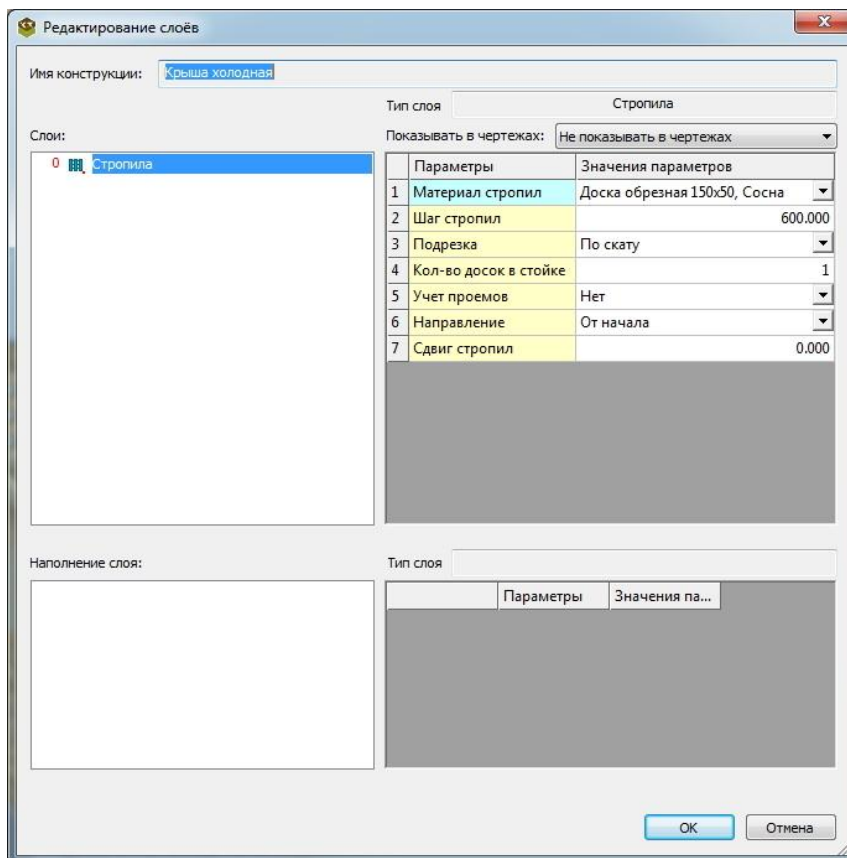 Редактирование слоёв
Имя конструкции: Крыша холодная
Тип слоя Стропила
Слои: Показывать в чертежах: Не показывать в чертежах
0 Стропила
Параметры Значения параметров
1 Материал стропил Доска обрезная 150x50, Сосна
2 Шаг стропил 600.000
3 Подрезка По скату
4 Кол-во досок в стойке 1
5 Учет проемов Нет
6 Направление От начала
7 Сдвиг стропил 0.000
Наполнение слоя: Тип слоя
Параметры Значения па...
OK Отмена